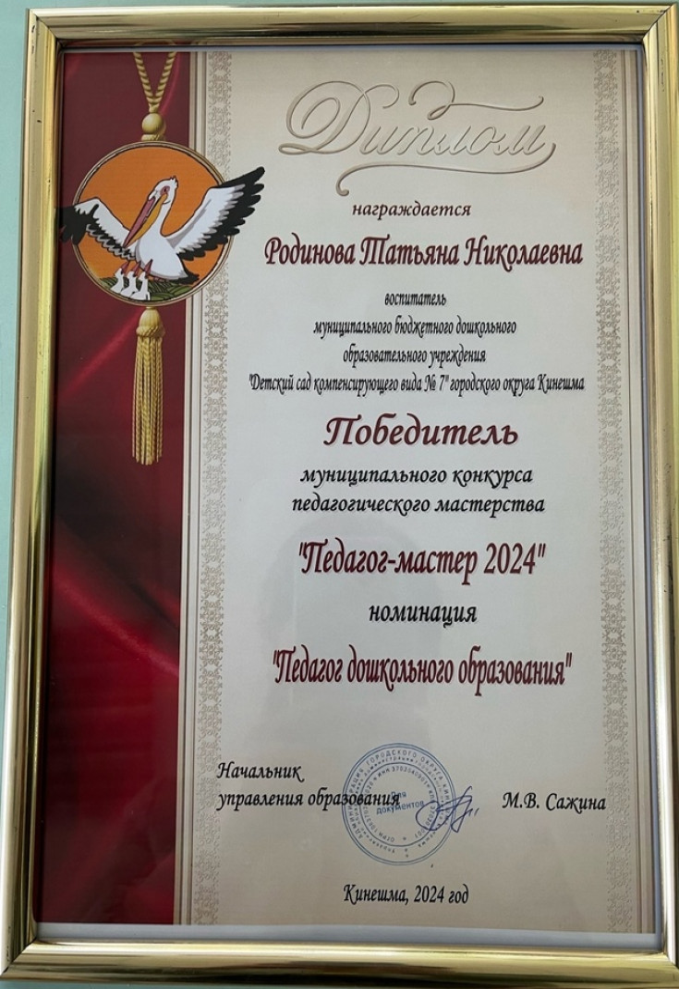 Диплом
награждается
Родинова Татьяна Николаевна
воспитатель
муниципального бюджетного дошкольного
образовательного учреждения
"Детский сад компенсирующего вида № 7" городского округа Кинешма
Победитель
муниципального конкурса
педагогического мастерства
"Педагог-мастер 2024"
номинация
"Педагог дошкольного образования"
Начальник
управления образования
М.В. Сажина
Для
документов
Кинешма, 2024 год